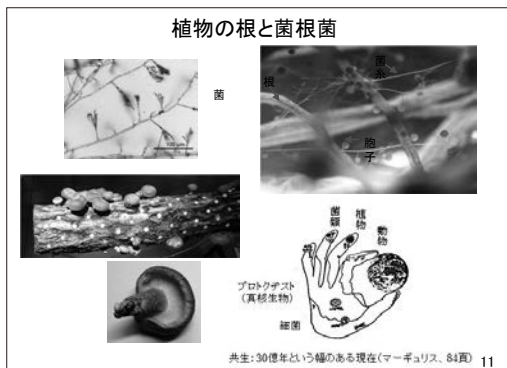 植物の根と菌根菌
菌
100 μm
根
菌糸
胞子
菌類
植物
動物
プロトクチスト
(真核生物)
細菌
共生：30億年という幅のある現在(マーギュリス、84頁)
11